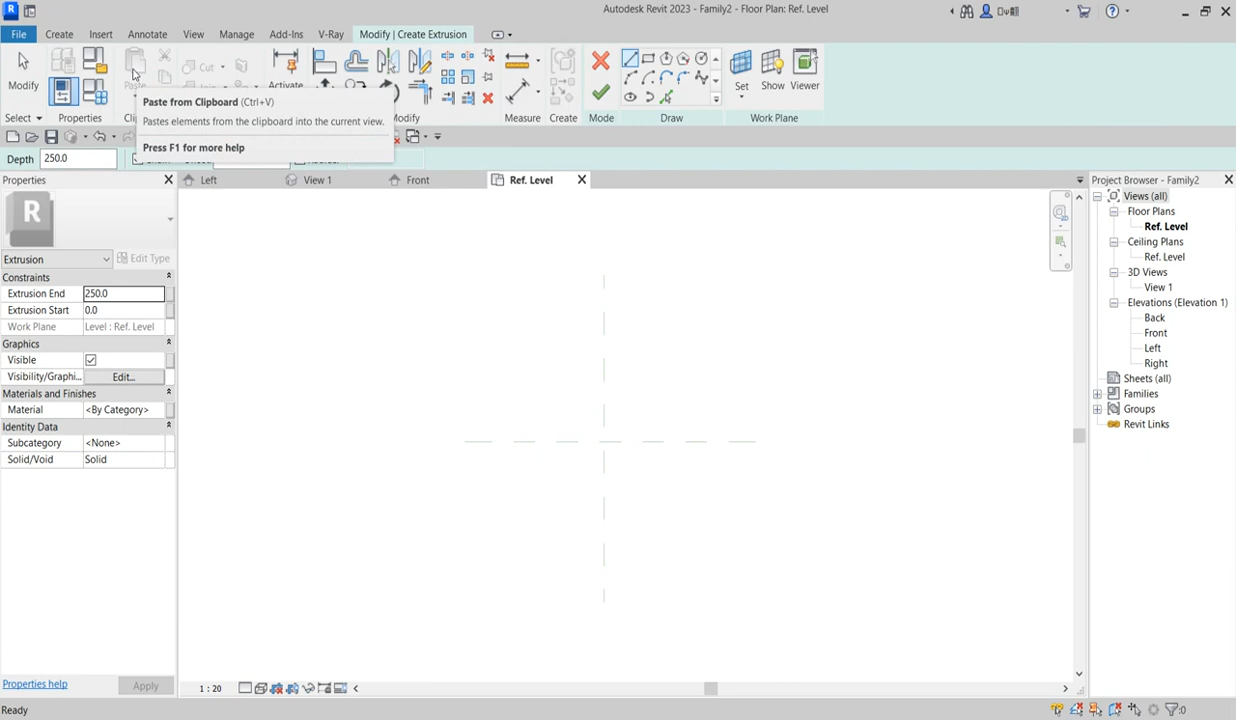 Autodesk Revit 2023 - Family2 - Floor Plan: Ref. Level
File
Create
Insert
Annotate
View
Manage
Add-Ins
V-Ray
Modify | Create Extrusion
Modify
Paste
Cut
Activate
Set
Show
Viewer
Select
Properties
Modify
Measure
Create
Mode
Draw
Work Plane
Paste from Clipboard (Ctrl+V)
Pastes elements from the clipboard into the current view.
Press F1 for more help
Depth 250.0
Properties
Left
View 1
Front
Ref. Level
Project Browser - Family2
R
Extrusion
Edit Type
Constraints
Extrusion End 250.0
Extrusion Start 0.0
Work Plane Level : Ref. Level
Graphics
Visible
Visibility/Graphi... Edit...
Materials and Finishes
Material <By Category>
Identity Data
Subcategory <None>
Solid/Void Solid
Properties help
Apply
Views (all)
Floor Plans
Ref. Level
Ceiling Plans
Ref. Level
3D Views
View 1
Elevations (Elevation 1)
Back
Front
Left
Right
Sheets (all)
Families
Groups
Revit Links
1 : 20
Ready
:0